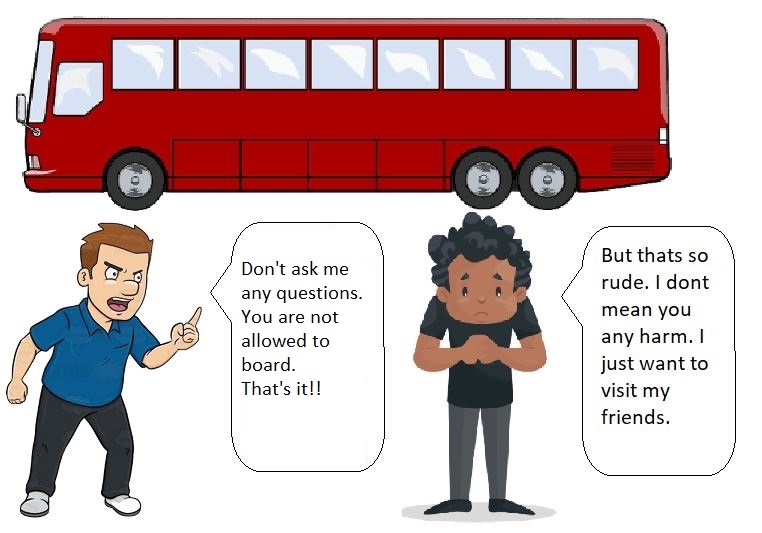 Don't ask me
any questions.
You are not
allowed to
board.
That's it!!
But thats so
rude. I dont
mean you
any harm. I
just want to
visit my
friends.